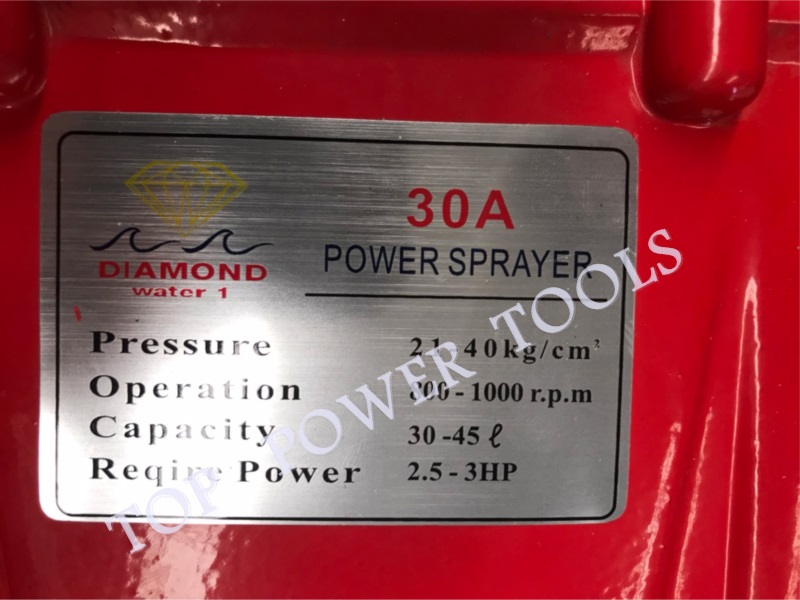 30A
DIAMOND
water 1
POWER SPRAYER
Pressure 21-40kg/cm²
Operation 800 - 1000 r.p.m
Capacity 30 -45 ℓ
Reqire Power 2.5 - 3HP
TOP POWER TOOLS